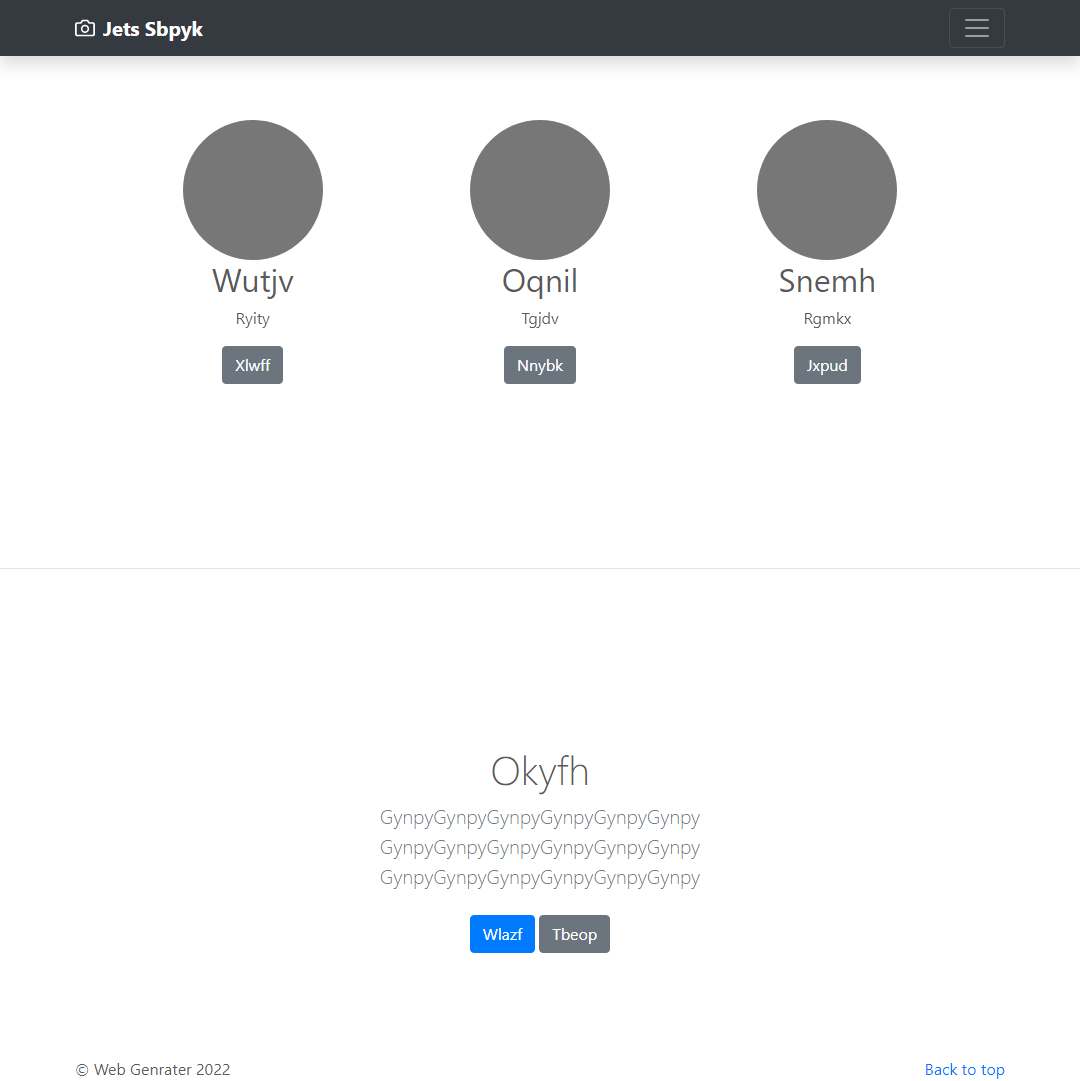 Jets Sbpyk
Wutjv
Oqnil
Snemh
Ryity
Tgjdv
Rgmkx
Xlwff
Nnybk
Jxpud
Okyfh
GynpyGynpyGynpyGynpyGynpyGynpy
GynpyGynpyGynpyGynpyGynpyGynpy
GynpyGynpyGynpyGynpyGynpyGynpy
Wlazf Tbeop
© Web Genrater 2022
Back to top